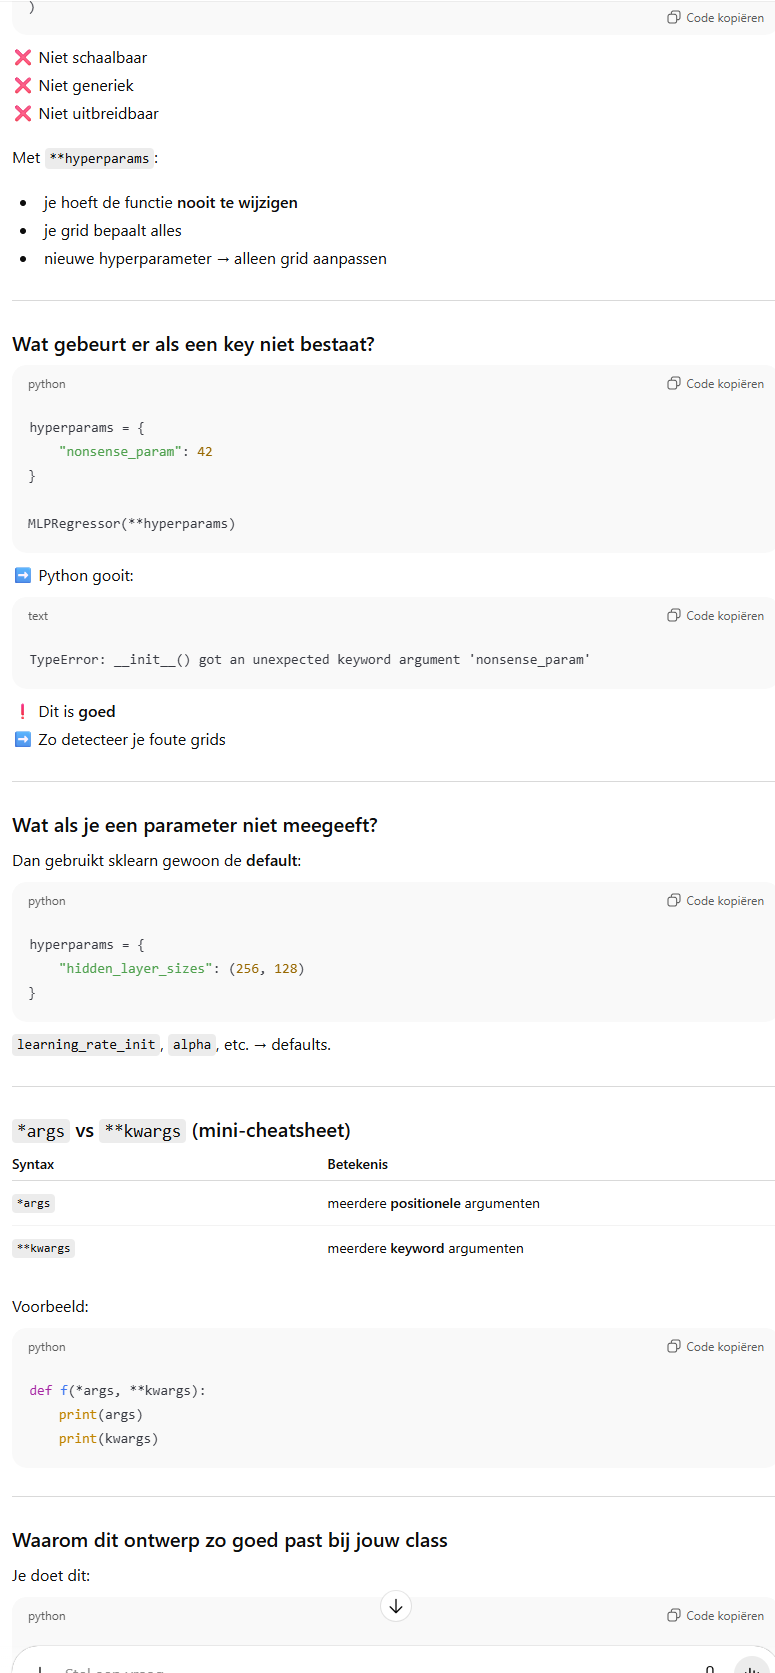 )
Code kopiëren
❌ Niet schaalbaar
❌ Niet generiek
❌ Niet uitbreidbaar
Met **hyperparams :
• je hoeft de functie nooit te wijzigen
• je grid bepaalt alles
• nieuwe hyperparameter → alleen grid aanpassen
Wat gebeurt er als een key niet bestaat?
python Code kopiëren
hyperparams = {
    "nonsense_param": 42
}
MLPRegressor(**hyperparams)
➡️ Python gooit:
text Code kopiëren
TypeError: __init__() got an unexpected keyword argument 'nonsense_param'
❗ Dit is goed
➡️ Zo detecteer je foute grids
Wat als je een parameter niet meegeeft?
Dan gebruikt sklearn gewoon de default:
python Code kopiëren
hyperparams = {
    "hidden_layer_sizes": (256, 128)
}
learning_rate_init , alpha , etc. → defaults.
*args vs **kwargs (mini-cheatsheet)
Syntax Betekenis
*args meerdere positionele argumenten
**kwargs meerdere keyword argumenten
Voorbeeld:
python Code kopiëren
def f(*args, **kwargs):
    print(args)
    print(kwargs)
Waarom dit ontwerp zo goed past bij jouw class
Je doet dit:
python Code kopiëren